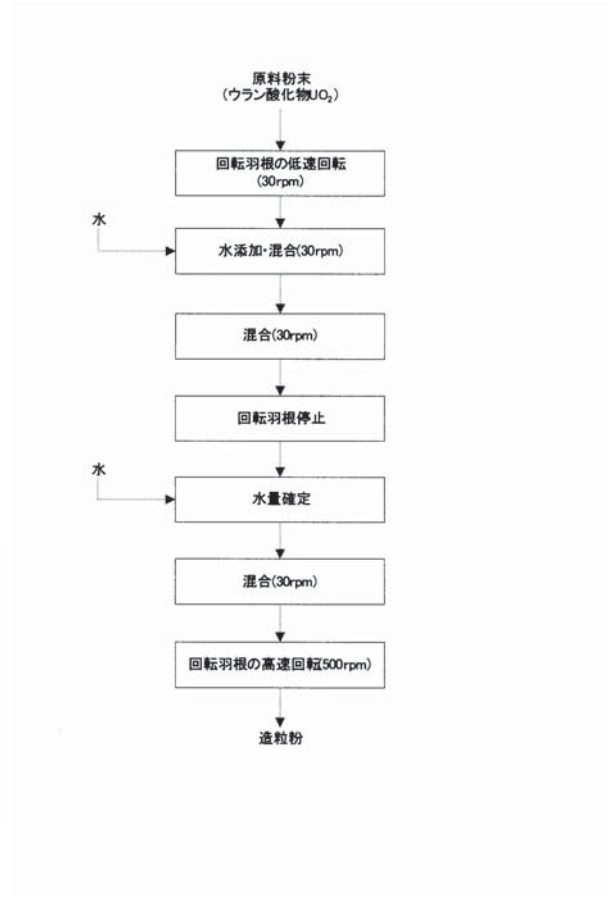 原料粉末
(ウラン酸化物UO₂)
回転羽根の低速回転
(30rpm)
水
水添加・混合(30rpm)
混合(30rpm)
回転羽根停止
水
水量確定
混合(30rpm)
回転羽根の高速回転(500rpm)
造粒粉